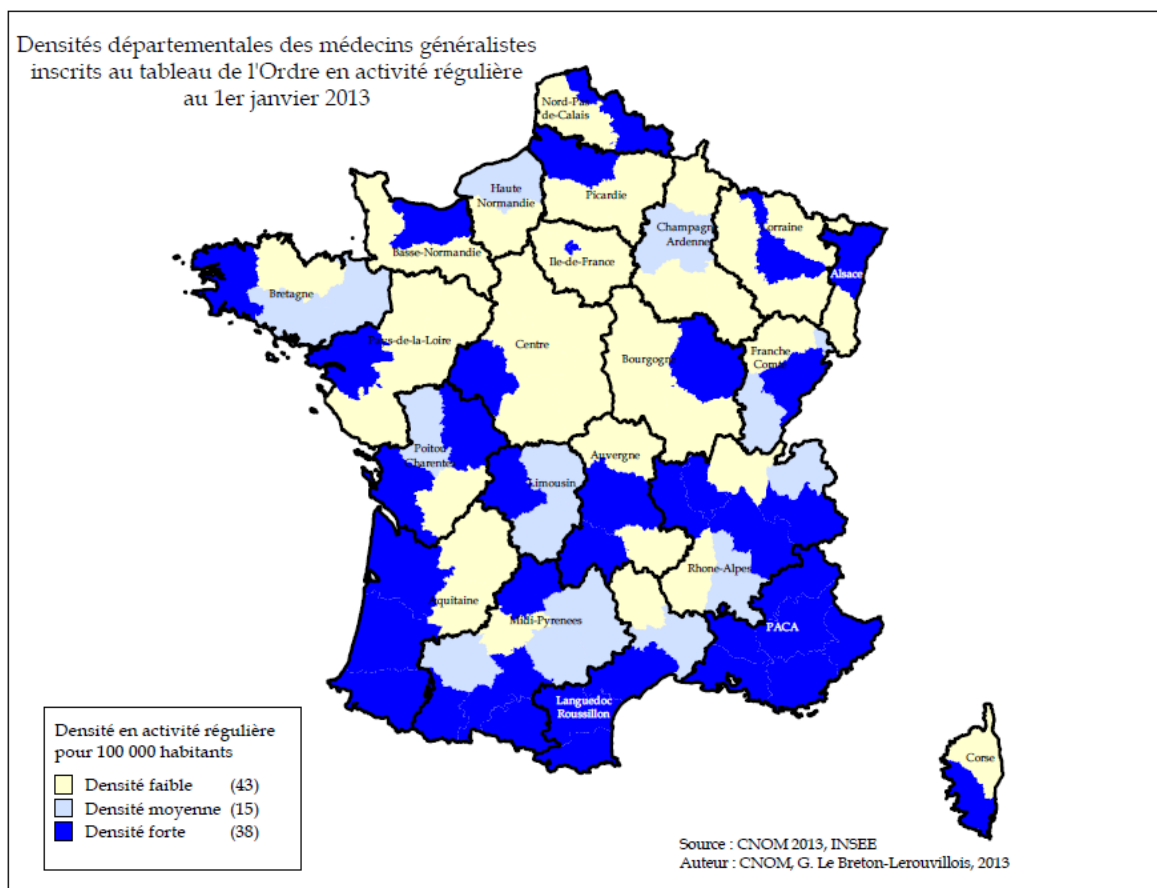 Densités départementales des médecins généralistes
inscrits au tableau de l'Ordre en activité régulière
au 1er janvier 2013
Nord-Pas
de-Calais
Haute
Normandie
Picardie
Champagn
Ardenne
Lorraine
Alsace
Basse-Normandie
Ile-de-France
Bretagne
Pays-de-la-Loire
Centre
Bourgogn
Franche
Comté
Poitou
Charente
Limousin
Auvergne
Rhone-Alpes
Aquitaine
Midi-Pyrenees
PACA
Languedoc
Roussillon
Corse
Densité en activité régulière
pour 100 000 habitants
Densité faible (43)
Densité moyenne (15)
Densité forte (38)
Source : CNOM 2013, INSEE
Auteur : CNOM, G. Le Breton-Lerouvillois, 2013